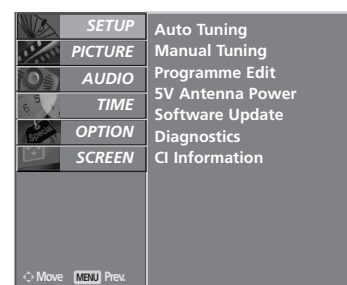 SETUP
PICTURE
AUDIO
TIME
OPTION
SCREEN
Auto Tuning
Manual Tuning
Programme Edit
5V Antenna Power
Software Update
Diagnostics
CI Information
Move MENU Prev.